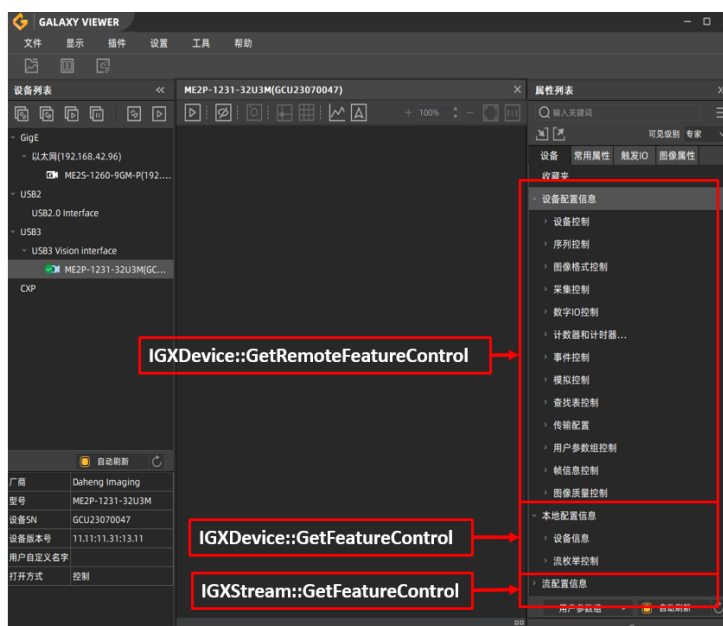 GALAXY VIEWER
文件 显示 插件 设置 工具 帮助
设备列表
ME2P-1231-32U3M(GCU23070047)
属性列表
100%
1:1
输入关键词
可见级别 专家
GigE
以太网(192.168.42.96)
ME2S-1260-9GM-P(192....
USB2
USB2.0 Interface
USB3
USB3 Vision interface
ME2P-1231-32U3M(GC...
CXP
设备 常用属性 触发IO 图像属性
收藏夹
设备配置信息
设备控制
序列控制
图像格式控制
采集控制
数字IO控制
计数器和计时器...
事件控制
模拟控制
查找表控制
传输配置
用户参数组控制
帧信息控制
图像质量控制
本地配置信息
设备信息
流枚举控制
流配置信息
用户参数组 自动刷新
IGXDevice::GetRemoteFeatureControl
IGXDevice::GetFeatureControl
IGXStream::GetFeatureControl
自动刷新
厂商 Daheng Imaging
型号 ME2P-1231-32U3M
设备SN GCU23070047
设备版本号 11.11:11.31:13.11
用户自定义名字
打开方式 控制